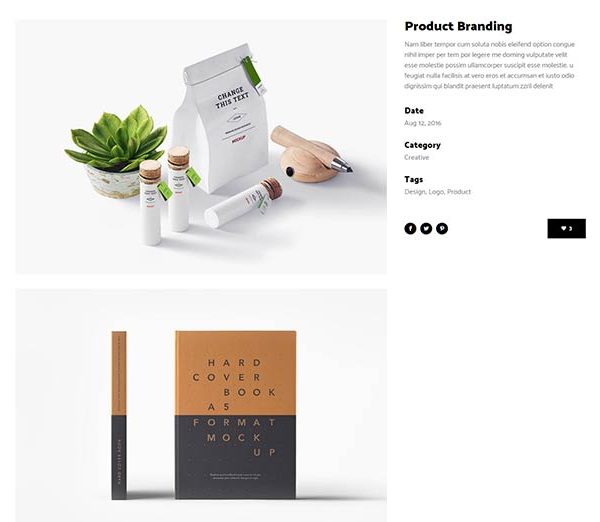 Product Branding
Nam liber tempor cum soluta nobis eleifend option congue
nihil imper per tem por legere me doming vulputate velit
esse molestie possim ullamcorper suscipit esse molestie. u
feugiat nulla facilisis at vero eros et accumsan et iusto odio
dignissim qui blandit praesent luptatum zzril delenit
Date
Aug 12, 2016
Category
Creative
Tags
Design, Logo, Product
3
CHANGE
THIS TEXT
MOCKUP
HARD
COVER
BOOK
AS
FORMAT
MOCK
UP
HARD COVER BOOK